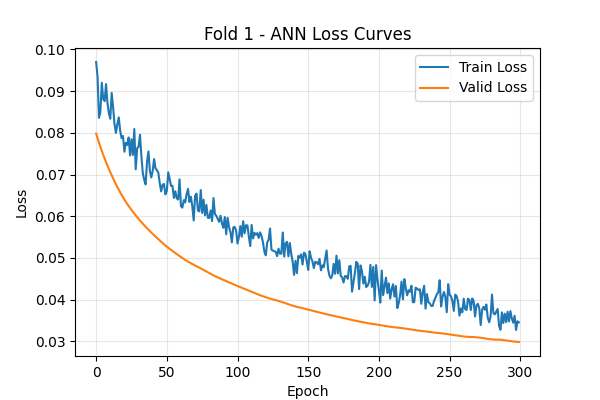 Fold 1 - ANN Loss Curves
Train Loss
Valid Loss
Loss
0.10
0.09
0.08
0.07
0.06
0.05
0.04
0.03
0 50 100 150 200 250 300
Epoch